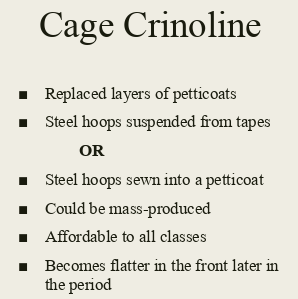 Cage Crinoline
■ Replaced layers of petticoats
■ Steel hoops suspended from tapes
OR
■ Steel hoops sewn into a petticoat
■ Could be mass-produced
■ Affordable to all classes
■ Becomes flatter in the front later in
the period